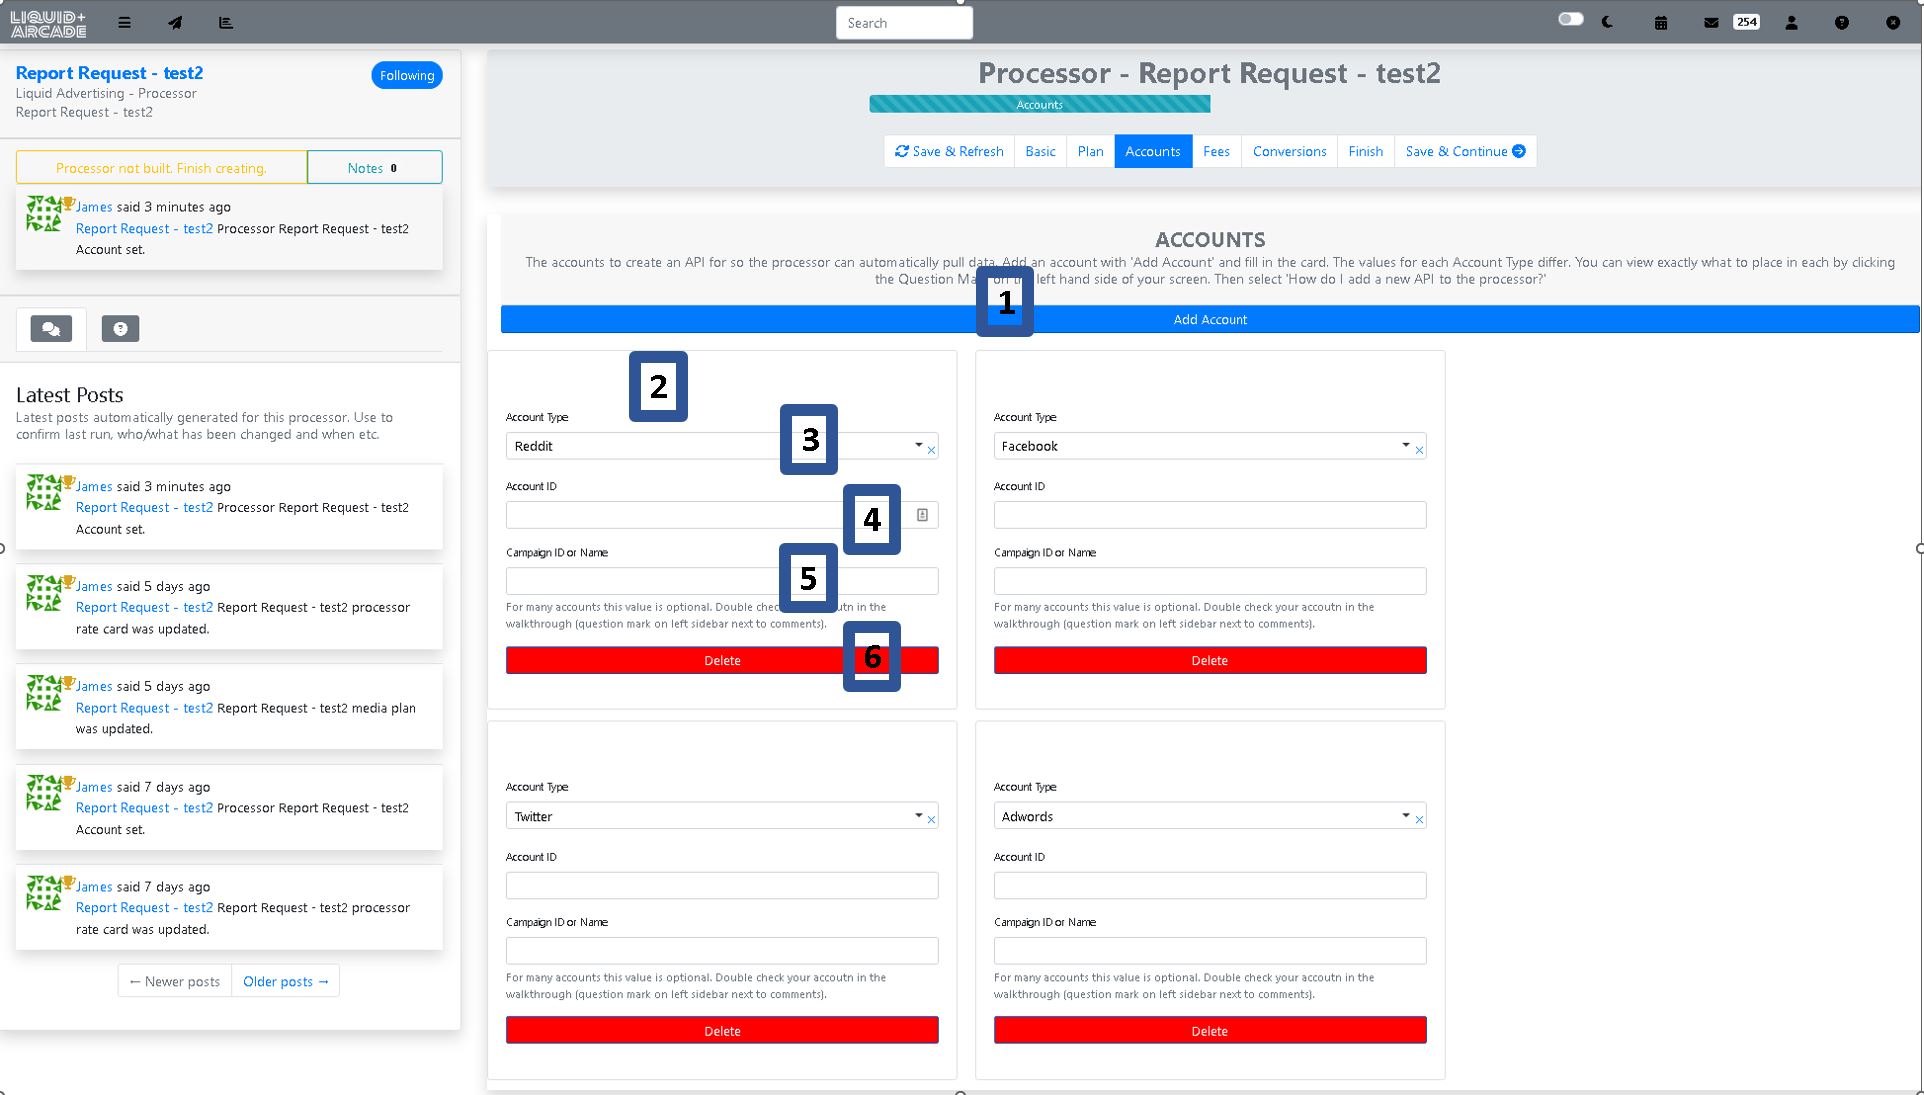 LIQUID+
ARCADE
Search
254
Report Request - test2
Following
Liquid Advertising - Processor
Report Request - test2
Processor not built. Finish creating.
Notes 0
James said 3 minutes ago
Report Request - test2 Processor Report Request - test2
Account set.
Latest Posts
Latest posts automatically generated for this processor. Use to
confirm last run, who/what has been changed and when etc.
James said 3 minutes ago
Report Request - test2 Processor Report Request - test2
Account set.
James said 5 days ago
Report Request - test2 Report Request - test2 processor
rate card was updated.
James said 5 days ago
Report Request - test2 Report Request - test2 media plan
was updated.
James said 7 days ago
Report Request - test2 Processor Report Request - test2
Account set.
James said 7 days ago
Report Request - test2 Report Request - test2 processor
rate card was updated.
← Newer posts
Older posts →
Processor - Report Request - test2
Accounts
Save & Refresh
Basic
Plan
Accounts
Fees
Conversions
Finish
Save & Continue
ACCOUNTS
The accounts to create an API for so the processor can automatically pull data. Add an account with 'Add Account' and fill in the card. The values for each Account Type differ. You can view exactly what to place in each by clicking
the Question Ma left hand side of your screen. Then select 'How do I add a new API to the processor?'
1
Add Account
2
Account Type
Reddit
3
Account ID
4
Campaign ID or Name
5
For many accounts this value is optional. Double chec in the
walkthrough (question mark on left sidebar next to comments).
Delete
6
Account Type
Facebook
Account ID
Campaign ID or Name
For many accounts this value is optional. Double check your accoutn in the
walkthrough (question mark on left sidebar next to comments).
Delete
Account Type
Twitter
Account ID
Campaign ID or Name
For many accounts this value is optional. Double check your accoutn in the
walkthrough (question mark on left sidebar next to comments).
Delete
Account Type
Adwords
Account ID
Campaign ID or Name
For many accounts this value is optional. Double check your accoutn in the
walkthrough (question mark on left sidebar next to comments).
Delete